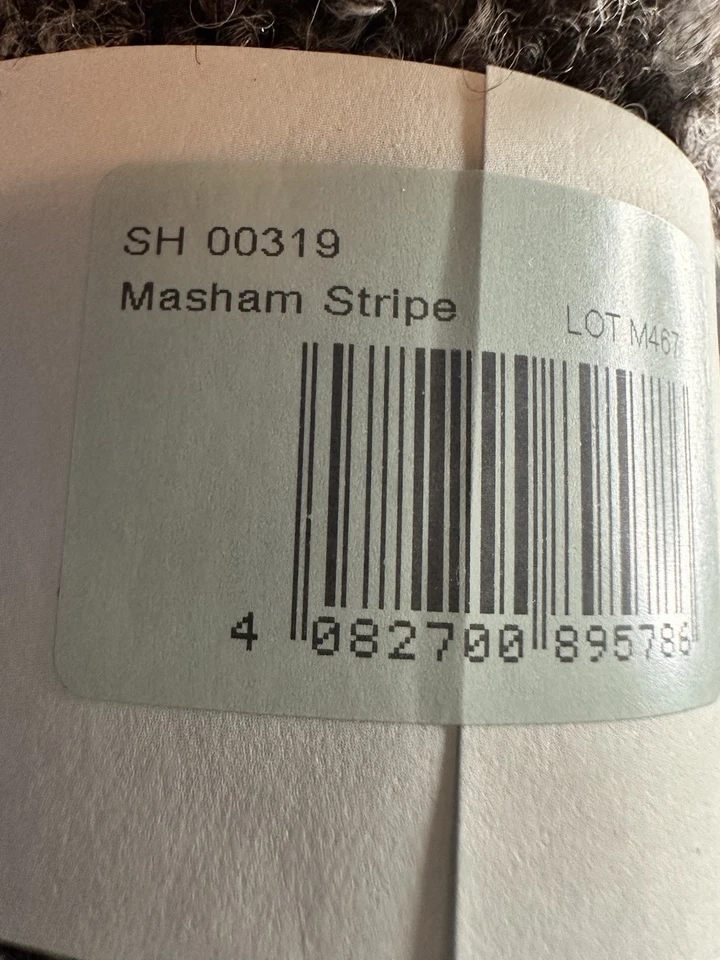 SH 00319
Masham Stripe
LOT M467
4 082700 895786